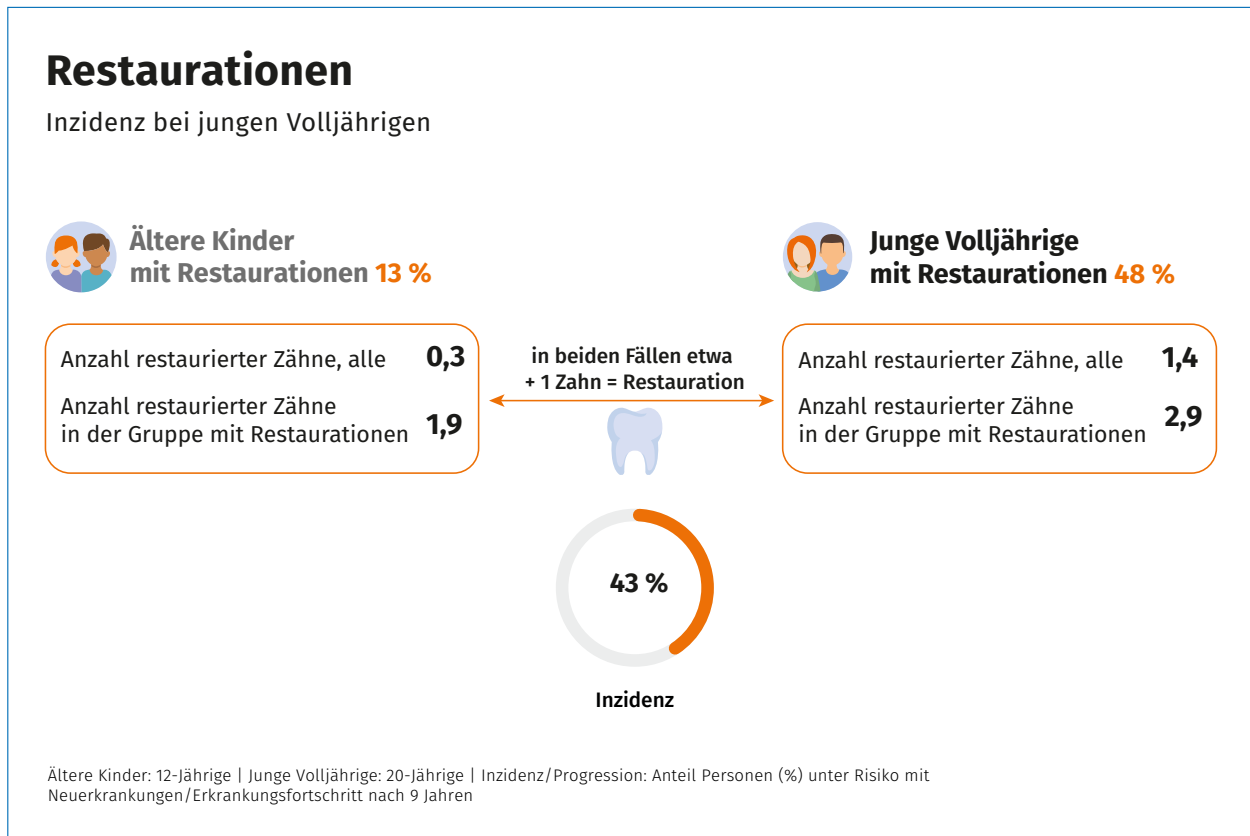 Restaurationen
Inzidenz bei jungen Volljährigen
Ältere Kinder
mit Restaurationen 13 %
Anzahl restaurierter Zähne, alle 0,3
Anzahl restaurierter Zähne
in der Gruppe mit Restaurationen 1,9
in beiden Fällen etwa
+ 1 Zahn = Restauration
Junge Volljährige
mit Restaurationen 48 %
Anzahl restaurierter Zähne, alle 1,4
Anzahl restaurierter Zähne
in der Gruppe mit Restaurationen 2,9
43 %
Inzidenz
Ältere Kinder: 12-Jährige | Junge Volljährige: 20-Jährige | Inzidenz/Progression: Anteil Personen (%) unter Risiko mit
Neuerkrankungen/Erkrankungsfortschritt nach 9 Jahren